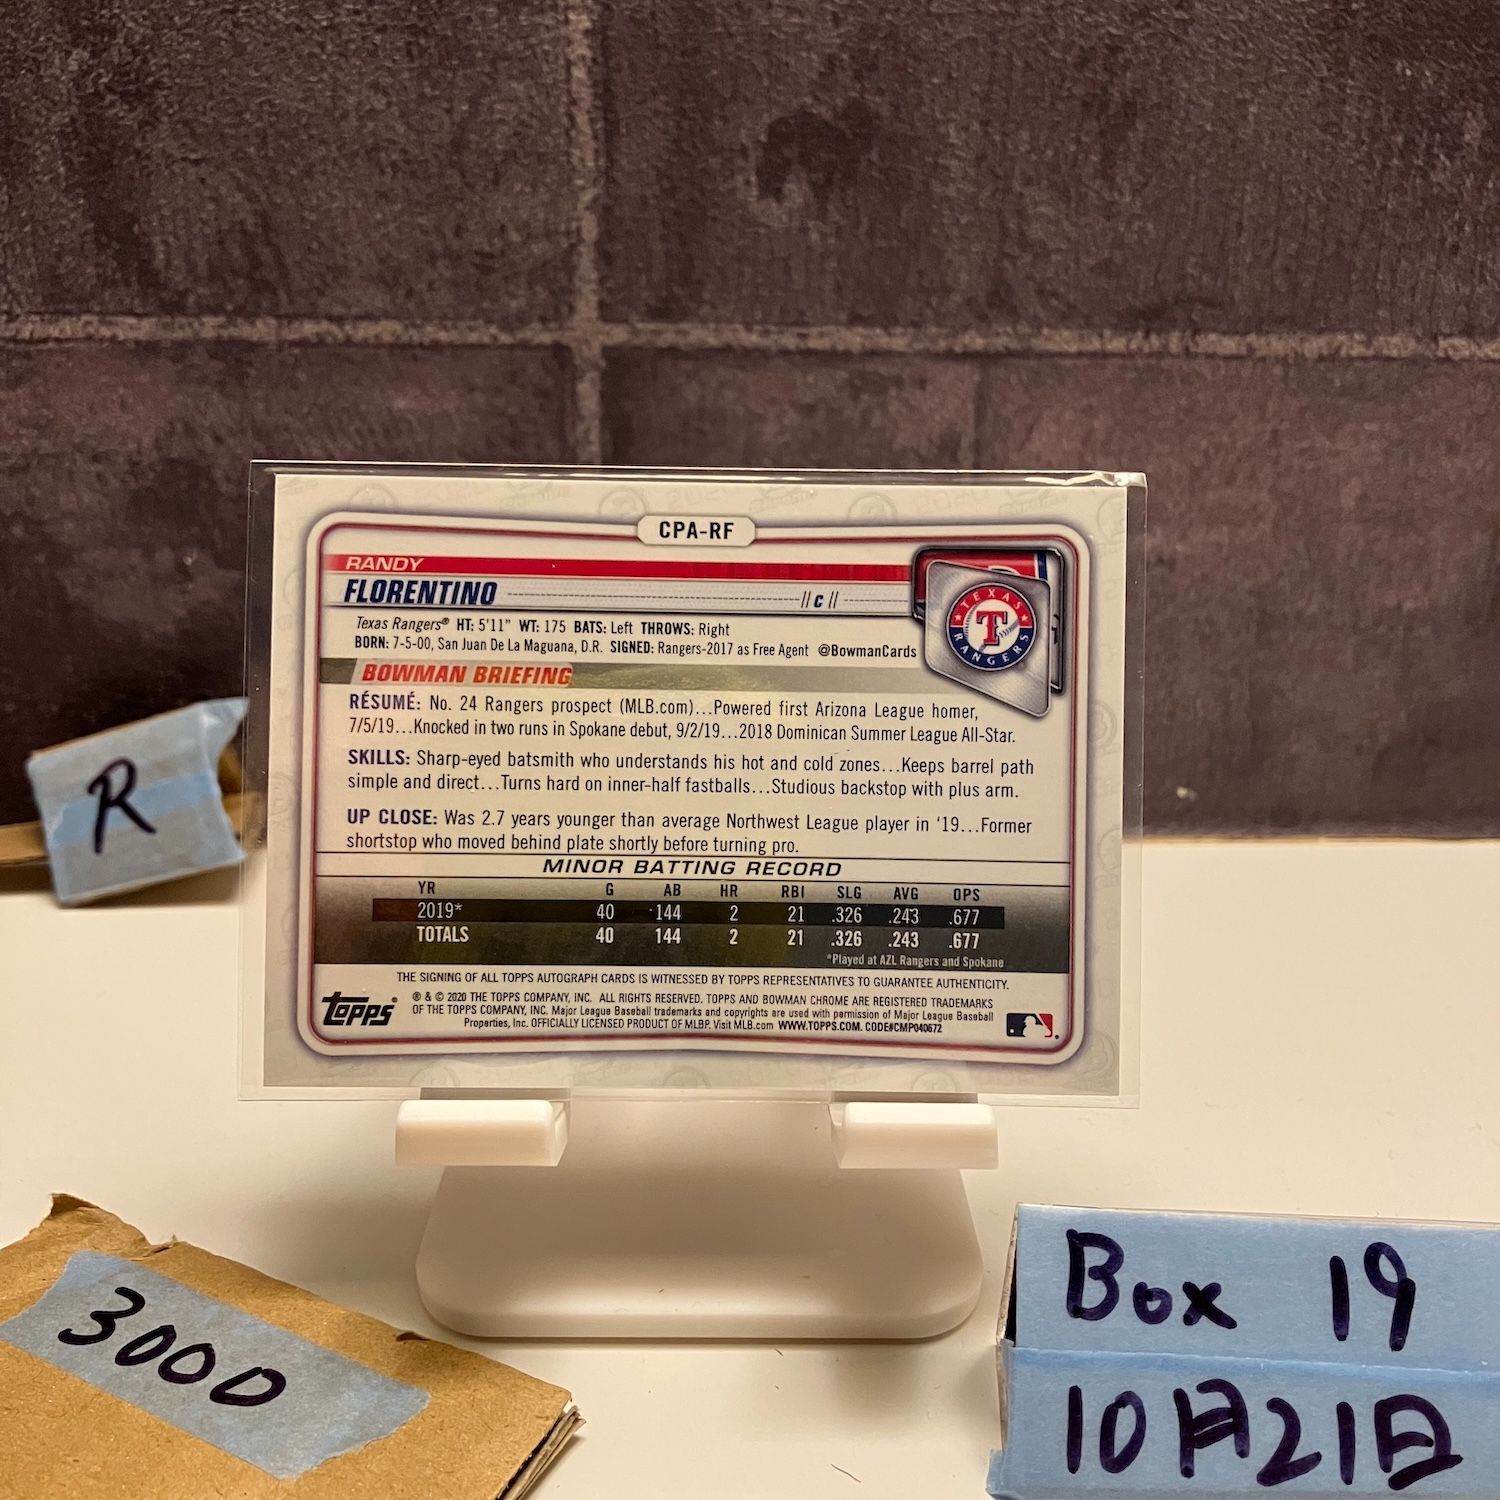 CPA-RF
RANDY
FLORENTINO //C//
Texas Rangers® HT: 5'11" WT: 175 BATS: Left THROWS: Right
BORN: 7-5-00, San Juan De La Maguana, D.R. SIGNED: Rangers-2017 as Free Agent @BowmanCards
TEXAS
T
RANGERS
BOWMAN BRIEFING
RÉSUMÉ: No. 24 Rangers prospect (MLB.com)...Powered first Arizona League homer,
7/5/19...Knocked in two runs in Spokane debut, 9/2/19...2018 Dominican Summer League All-Star.
SKILLS: Sharp-eyed batsmith who understands his hot and cold zones...Keeps barrel path
simple and direct...Turns hard on inner-half fastballs...Studious backstop with plus arm.
UP CLOSE: Was 2.7 years younger than average Northwest League player in '19...Former
shortstop who moved behind plate shortly before turning pro.
MINOR BATTING RECORD
YR G AB HR RBI SLG AVG OPS
2019* 40 144 2 21 .326 .243 .677
TOTALS 40 144 2 21 .326 .243 .677
*Played at AZL Rangers and Spokane
THE SIGNING OF ALL TOPPS AUTOGRAPH CARDS IS WITNESSED BY TOPPS REPRESENTATIVES TO GUARANTEE AUTHENTICITY.
topps®
® & © 2020 THE TOPPS COMPANY, INC. ALL RIGHTS RESERVED. TOPPS AND BOWMAN CHROME ARE REGISTERED TRADEMARKS
OF THE TOPPS COMPANY, INC. Major League Baseball trademarks and copyrights are used with permission of Major League Baseball
Properties, Inc. OFFICIALLY LICENSED PRODUCT OF MLBP. Visit MLB.com WWW.TOPPS.COM. CODE#CMP040672
R
3000
Box 19
10月21日